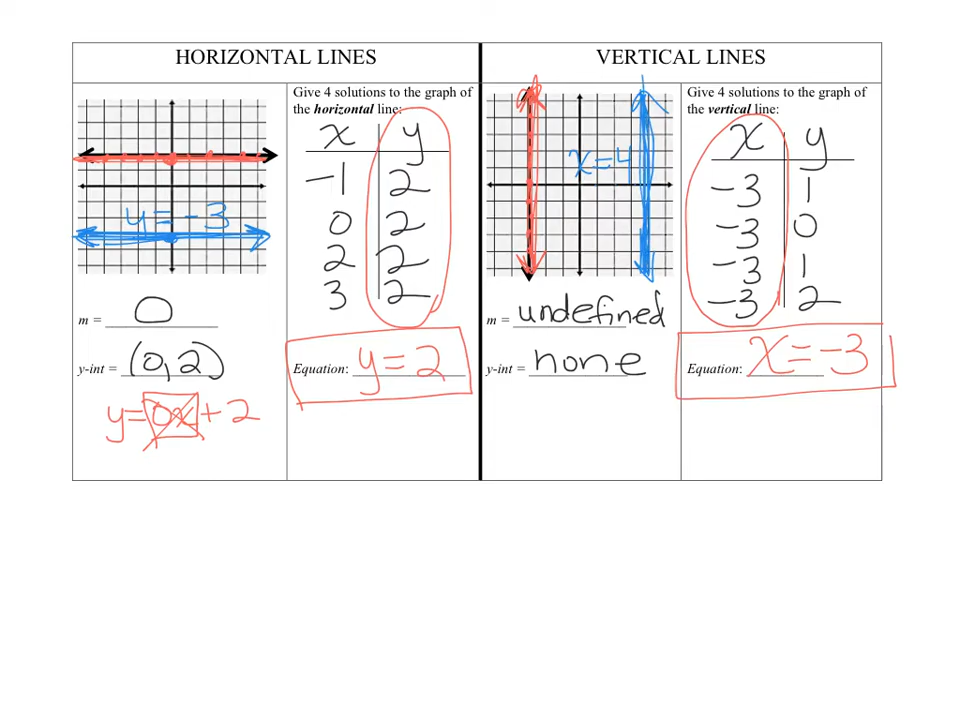 HORIZONTAL LINES
Give 4 solutions to the graph of
the horizontal line:
x y
-1 2
0 2
2 2
3 2
y = -3
m = 0
y-int = (0,2)
y = 0x + 2
Equation: y = 2
VERTICAL LINES
Give 4 solutions to the graph of
the vertical line:
x y
-3 1
-3 0
-3 1
-3 2
x = 4
m = undefined
y-int = none
Equation: x = -3